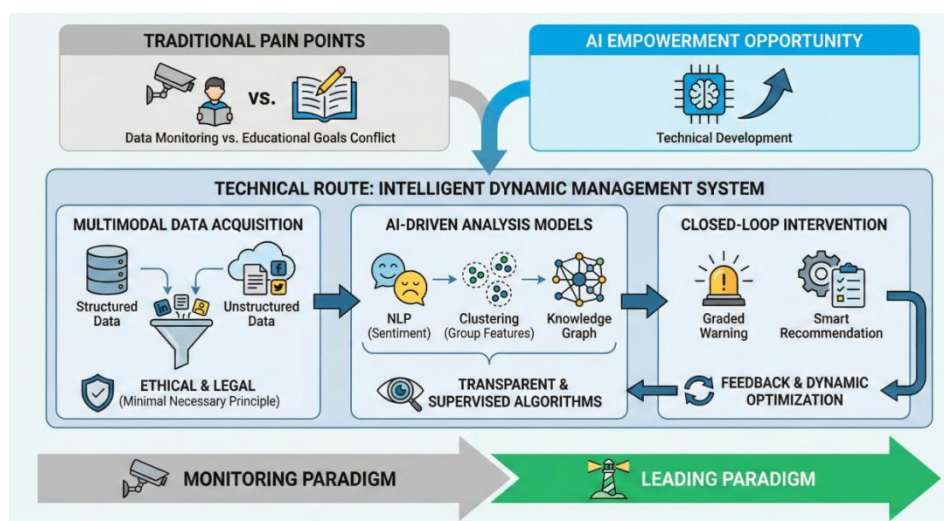 TRADITIONAL PAIN POINTS
vs.
Data Monitoring vs. Educational Goals Conflict
AI EMPOWERMENT OPPORTUNITY
Technical Development
TECHNICAL ROUTE: INTELLIGENT DYNAMIC MANAGEMENT SYSTEM
MULTIMODAL DATA ACQUISITION
Structured
Data
Unstructured
Data
in
f
ETHICAL & LEGAL
(Minimal Necessary Principle)
AI-DRIVEN ANALYSIS MODELS
NLP
(Sentiment)
Clustering
(Group Features)
Knowledge
Graph
TRANSPARENT &
SUPERVISED ALGORITHMS
CLOSED-LOOP INTERVENTION
Graded
Warning
Smart
Recommendation
FEEDBACK & DYNAMIC
OPTIMIZATION
MONITORING PARADIGM
LEADING PARADIGM